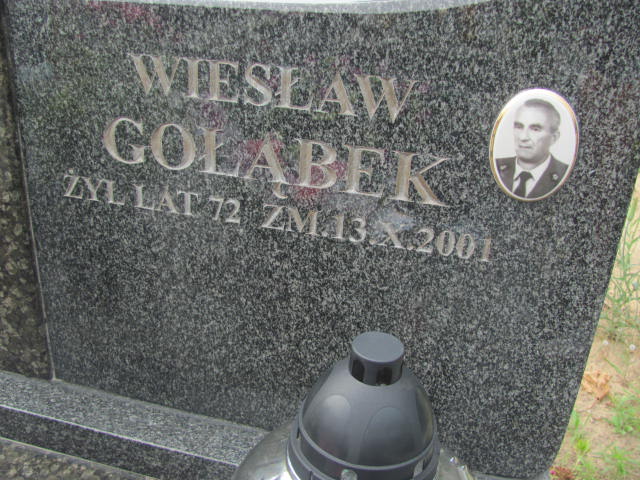 WIESŁAW
GOŁĄBEK
ŻYŁ LAT 72 ZM.13.X.2001